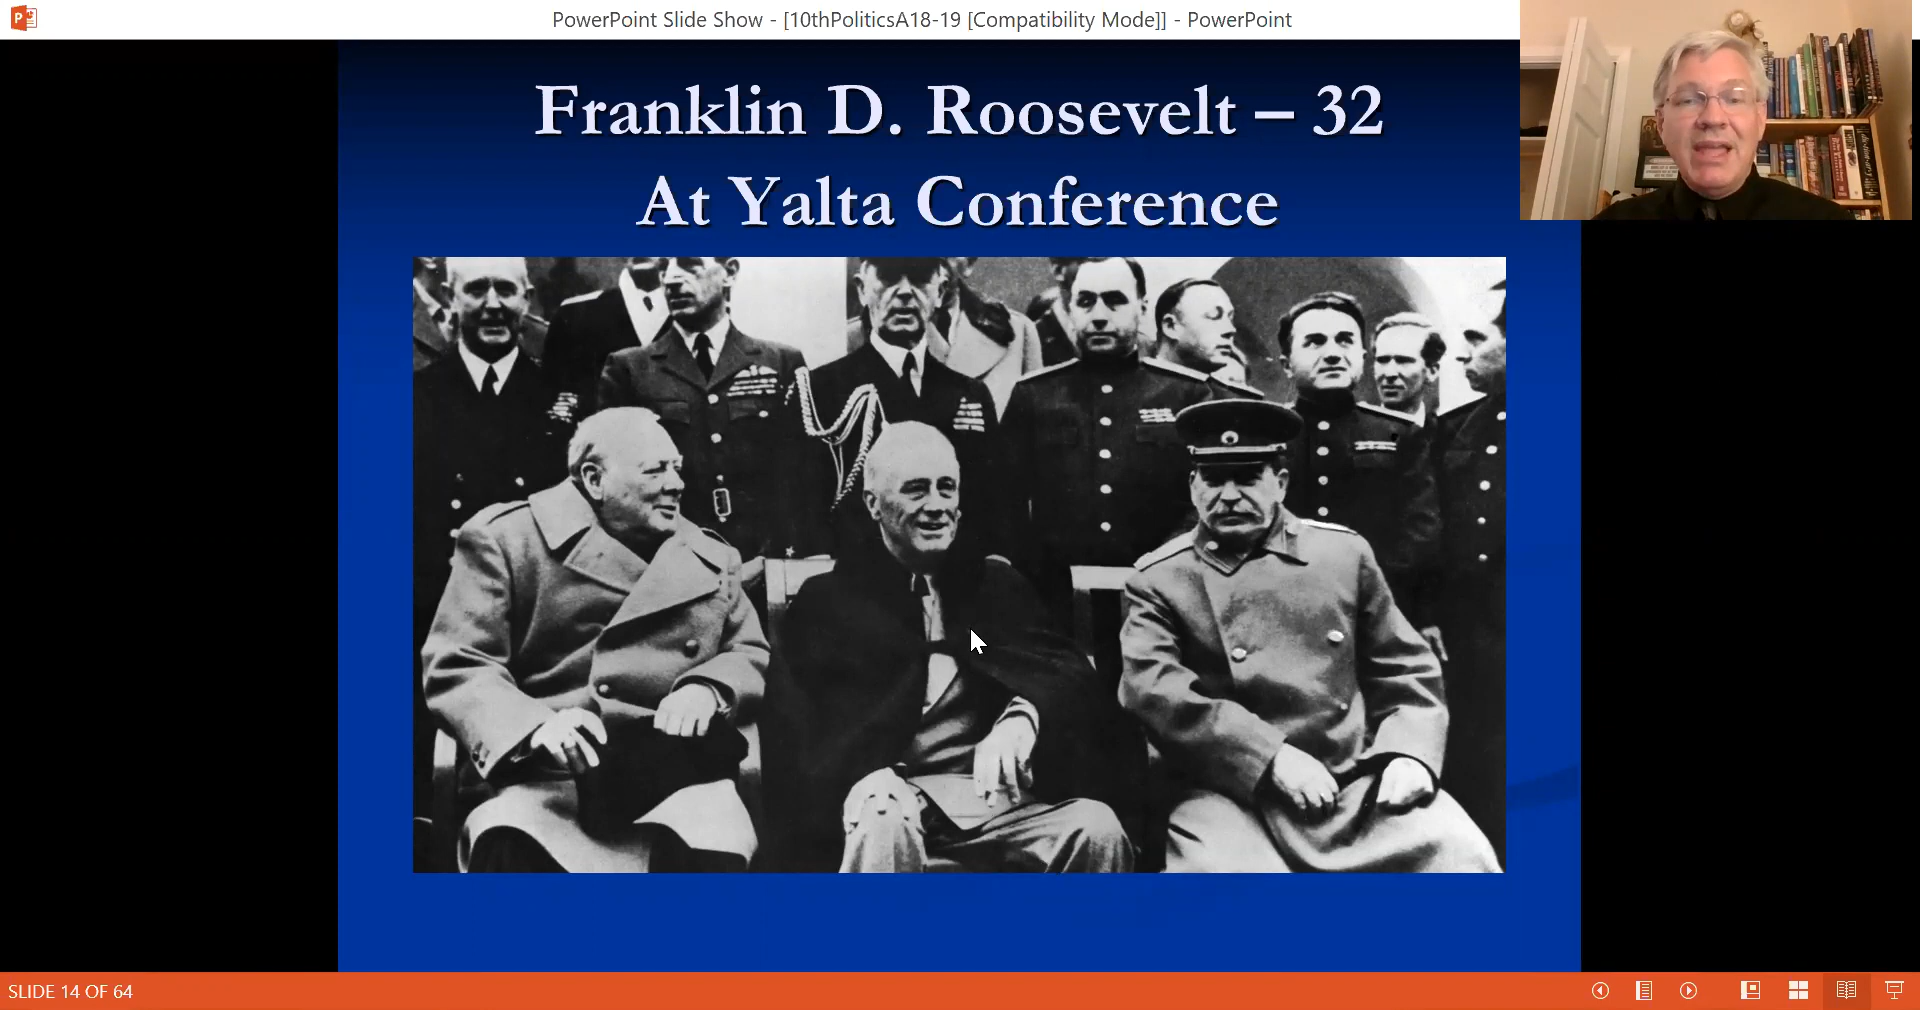 PowerPoint Slide Show - [10thPoliticsA18-19 [Compatibility Mode]] - PowerPoint
Franklin D. Roosevelt – 32
At Yalta Conference
SLIDE 14 OF 64